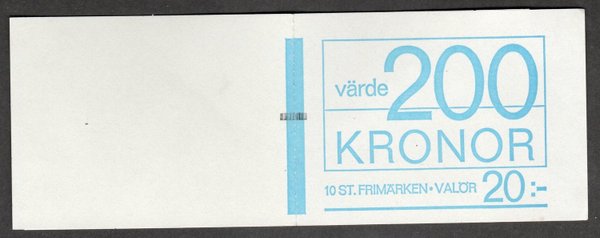 värde 200
KRONOR
10 ST. FRIMÄRKEN • VALÖR 20:-